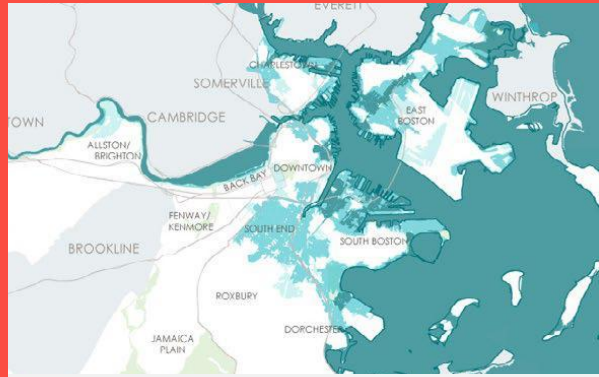 EVERETT
CHARLESTOWN
SOMERVILLE
WINTHROP
EAST
BOSTON
TOWN
CAMBRIDGE
ALLSTON/
BRIGHTON
DOWNTOWN
BACK BAY
FENWAY/
KENMORE
SOUTH END
SOUTH BOSTON
BROOKLINE
ROXBURY
DORCHESTER
JAMAICA
PLAIN